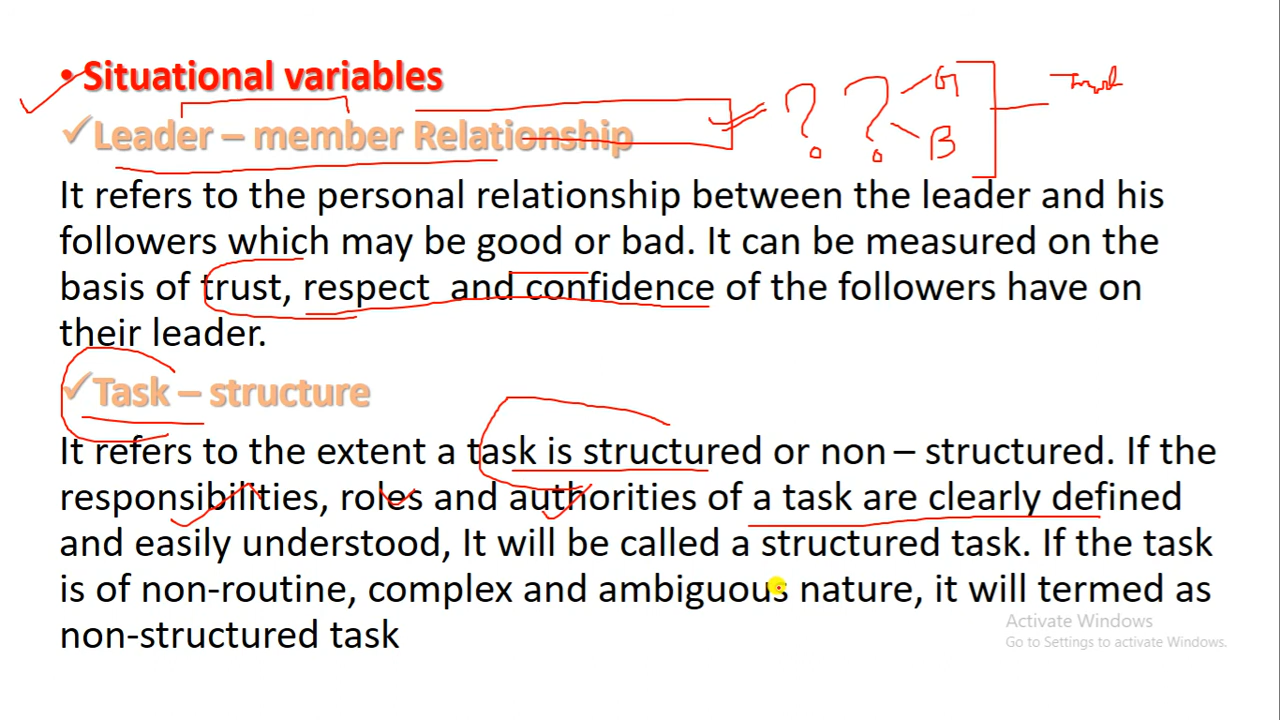 • Situational variables
✓Leader – member Relationship
? ? G
B
It refers to the personal relationship between the leader and his
followers which may be good or bad. It can be measured on the
basis of trust, respect and confidence of the followers have on
their leader.
✓Task – structure
It refers to the extent a task is structured or non – structured. If the
responsibilities, roles and authorities of a task are clearly defined
and easily understood, It will be called a structured task. If the task
is of non-routine, complex and ambiguous nature, it will termed as
non-structured task
Activate Windows
Go to Settings to activate Windows.